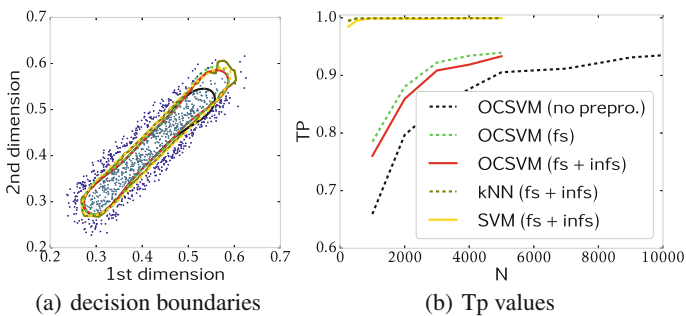 0.7
0.6
0.5
0.4
0.3
0.2
2nd dimension
0.2 0.3 0.4 0.5 0.6 0.7
1st dimension
(a) decision boundaries
1.0
0.9
0.8
0.7
0.6
TP
OCSVM (no prepro.)
OCSVM (fs)
OCSVM (fs + infs)
kNN (fs + infs)
SVM (fs + infs)
0 2000 4000 6000 8000 10000
N
(b) Tp values